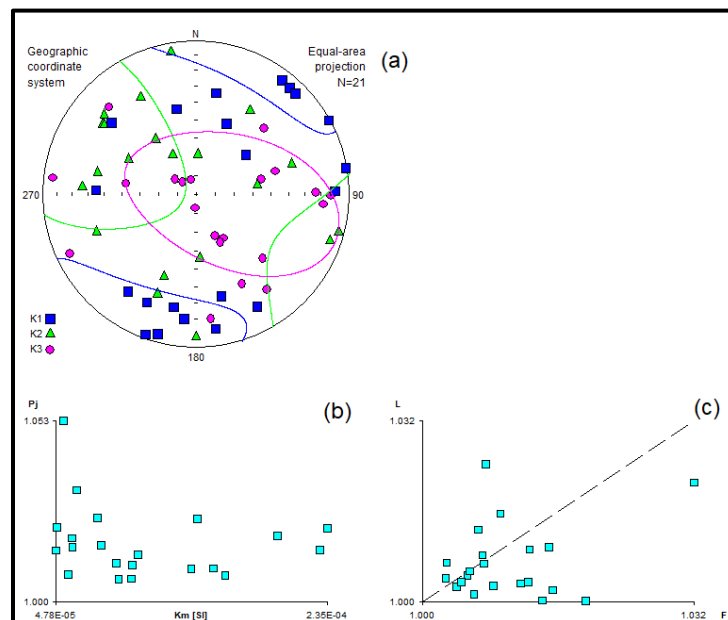 N
Geographic
coordinate
system
Equal-area
projection
N=21
(a)
270
90
K1
K2
K3
180
Pj
(b)
1.053
1.000
4.78E-05
Km [SI]
2.35E-04
L
(c)
1.032
1.000
1.000
1.032
F